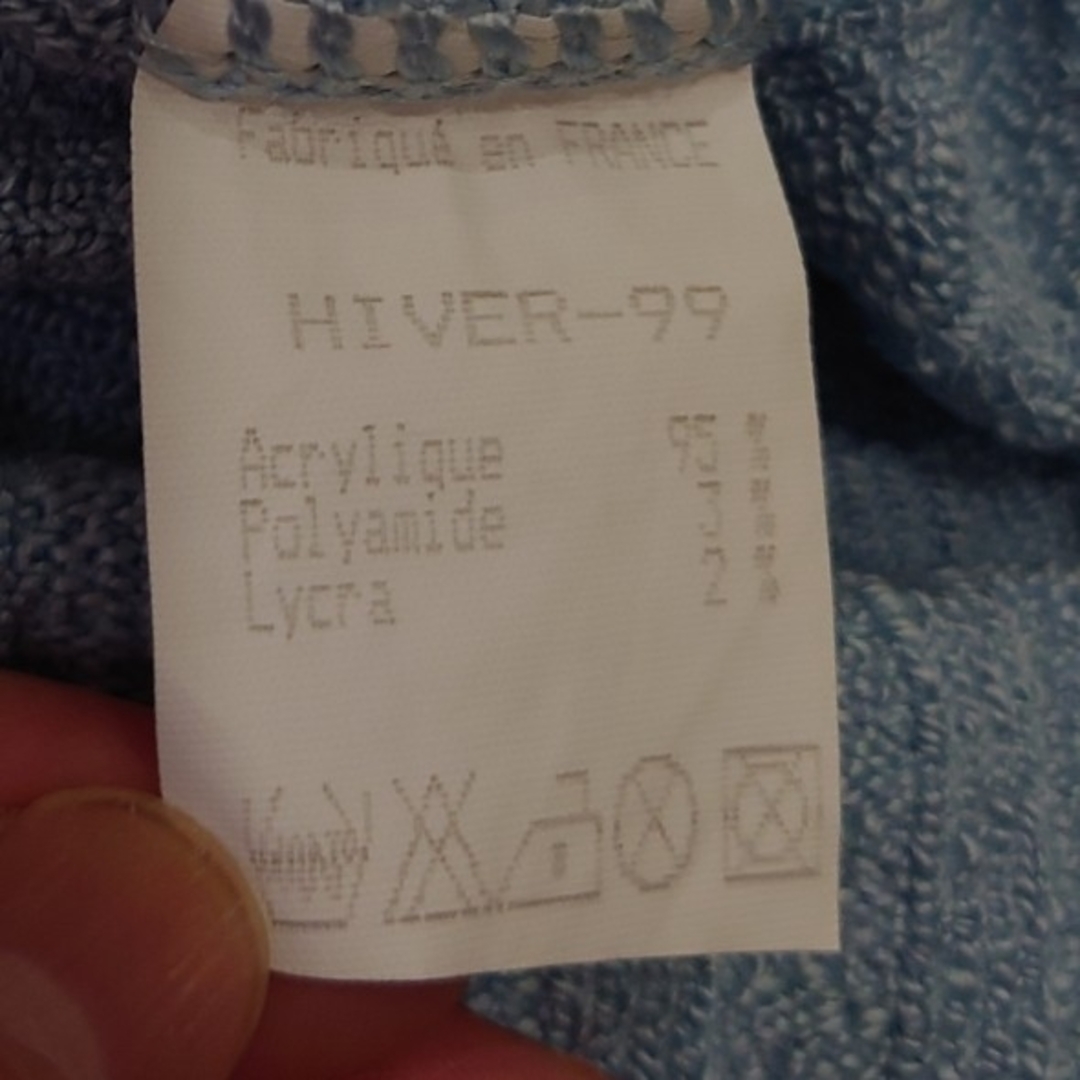 Fabriqué en FRANCE
HIVER-99
Acrylique 95 %
Polyamide 3 %
Lycra 2 %